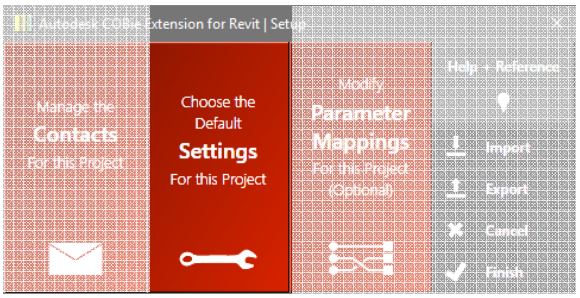 Autodesk COBie Extension for Revit | Setup
Manage the
Contacts
For this Project
Choose the
Default
Settings
For this Project
Modify
Parameter
Mappings
For this Project
(Optional)
Help + Reference
Import
Export
Cancel
Finish